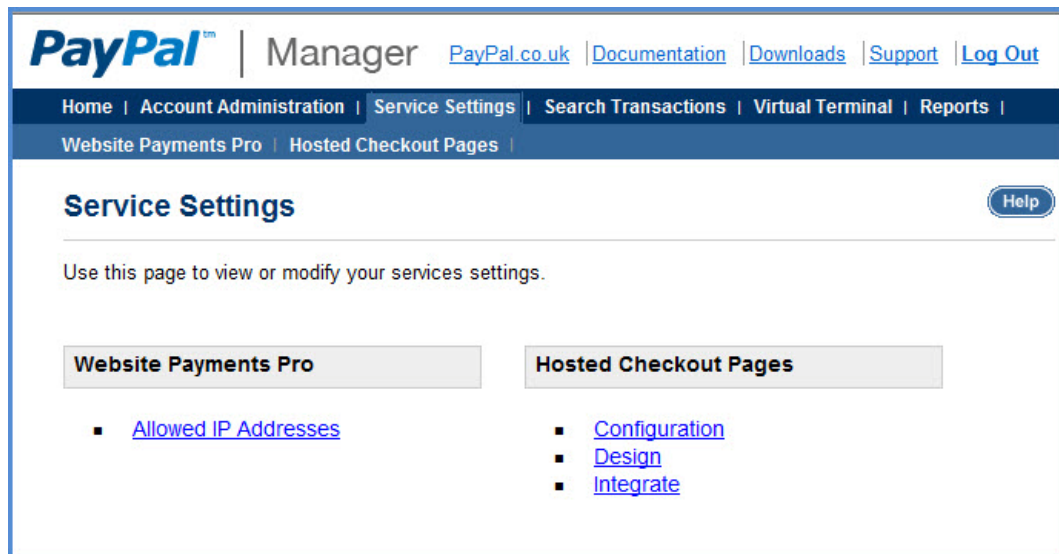 PayPal™ | Manager PayPal.co.uk | Documentation | Downloads | Support | Log Out
Home | Account Administration | Service Settings | Search Transactions | Virtual Terminal | Reports |
Website Payments Pro | Hosted Checkout Pages |
Service Settings Help
Use this page to view or modify your services settings.
Website Payments Pro Hosted Checkout Pages
▪ Allowed IP Addresses ▪ Configuration
▪ Design
▪ Integrate